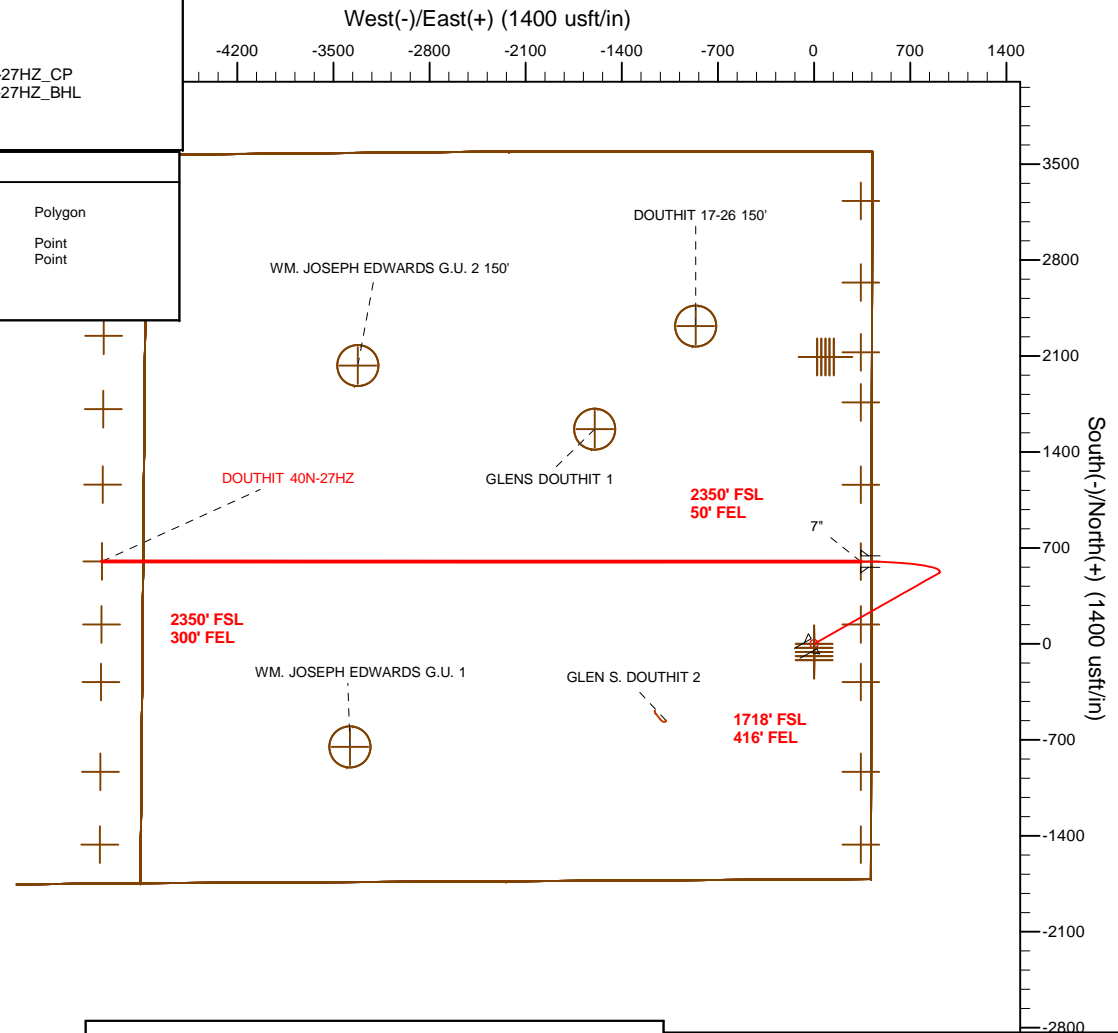 West(-)/East(+) (1400 usft/in)
-4200 -3500 -2800 -2100 -1400 -700 0 700 1400
-27HZ_CP
-27HZ_BHL
Polygon
Point
Point
3500
2800
2100
1400
700
0
-700
-1400
-2100
-2800
South(-)/North(+) (1400 usft/in)
DOUTHIT 17-26 150'
WM. JOSEPH EDWARDS G.U. 2 150'
DOUTHIT 40N-27HZ
GLENS DOUTHIT 1
2350' FSL
50' FEL
7"
2350' FSL
300' FEL
WM. JOSEPH EDWARDS G.U. 1
GLEN S. DOUTHIT 2
1718' FSL
416' FEL